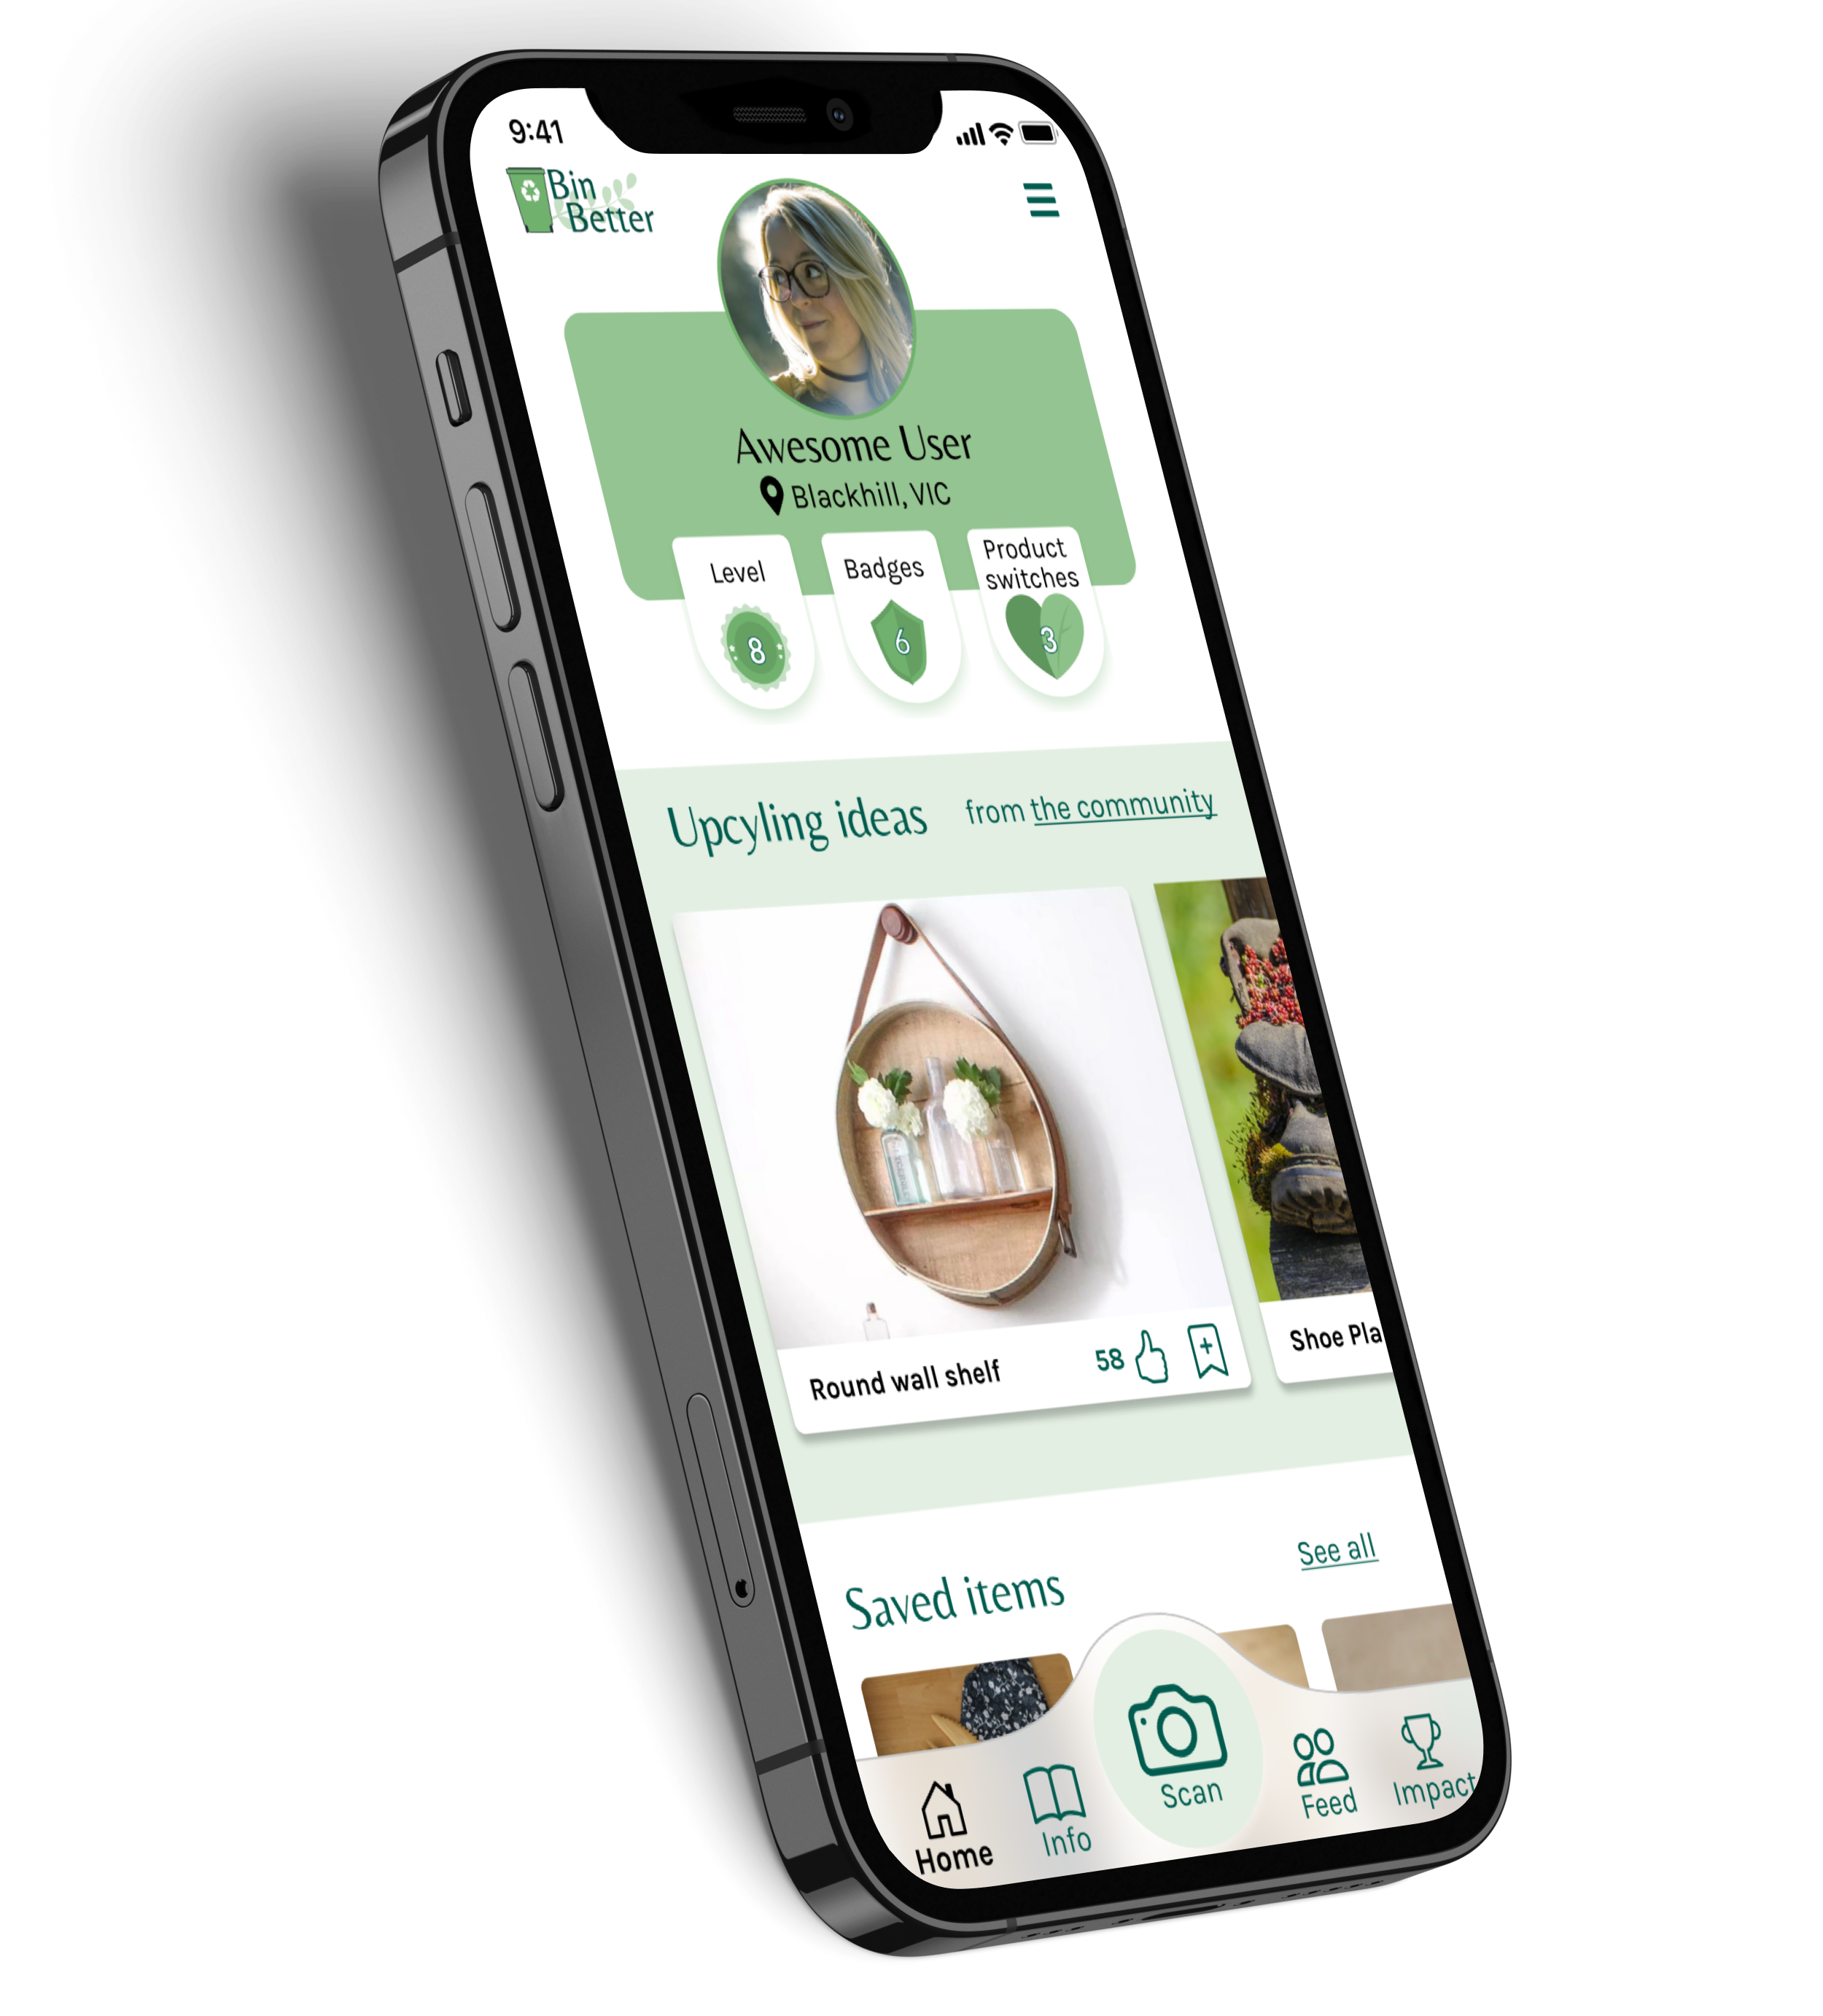 9:41
Bin
Better
Awesome User
Blackhill, VIC
Level
Badges
Product
switches
8
6
3
Upcyling ideas
from the community
Round wall shelf
58
Shoe Pla
See all
Saved items
Home
Info
Scan
Feed
Impact